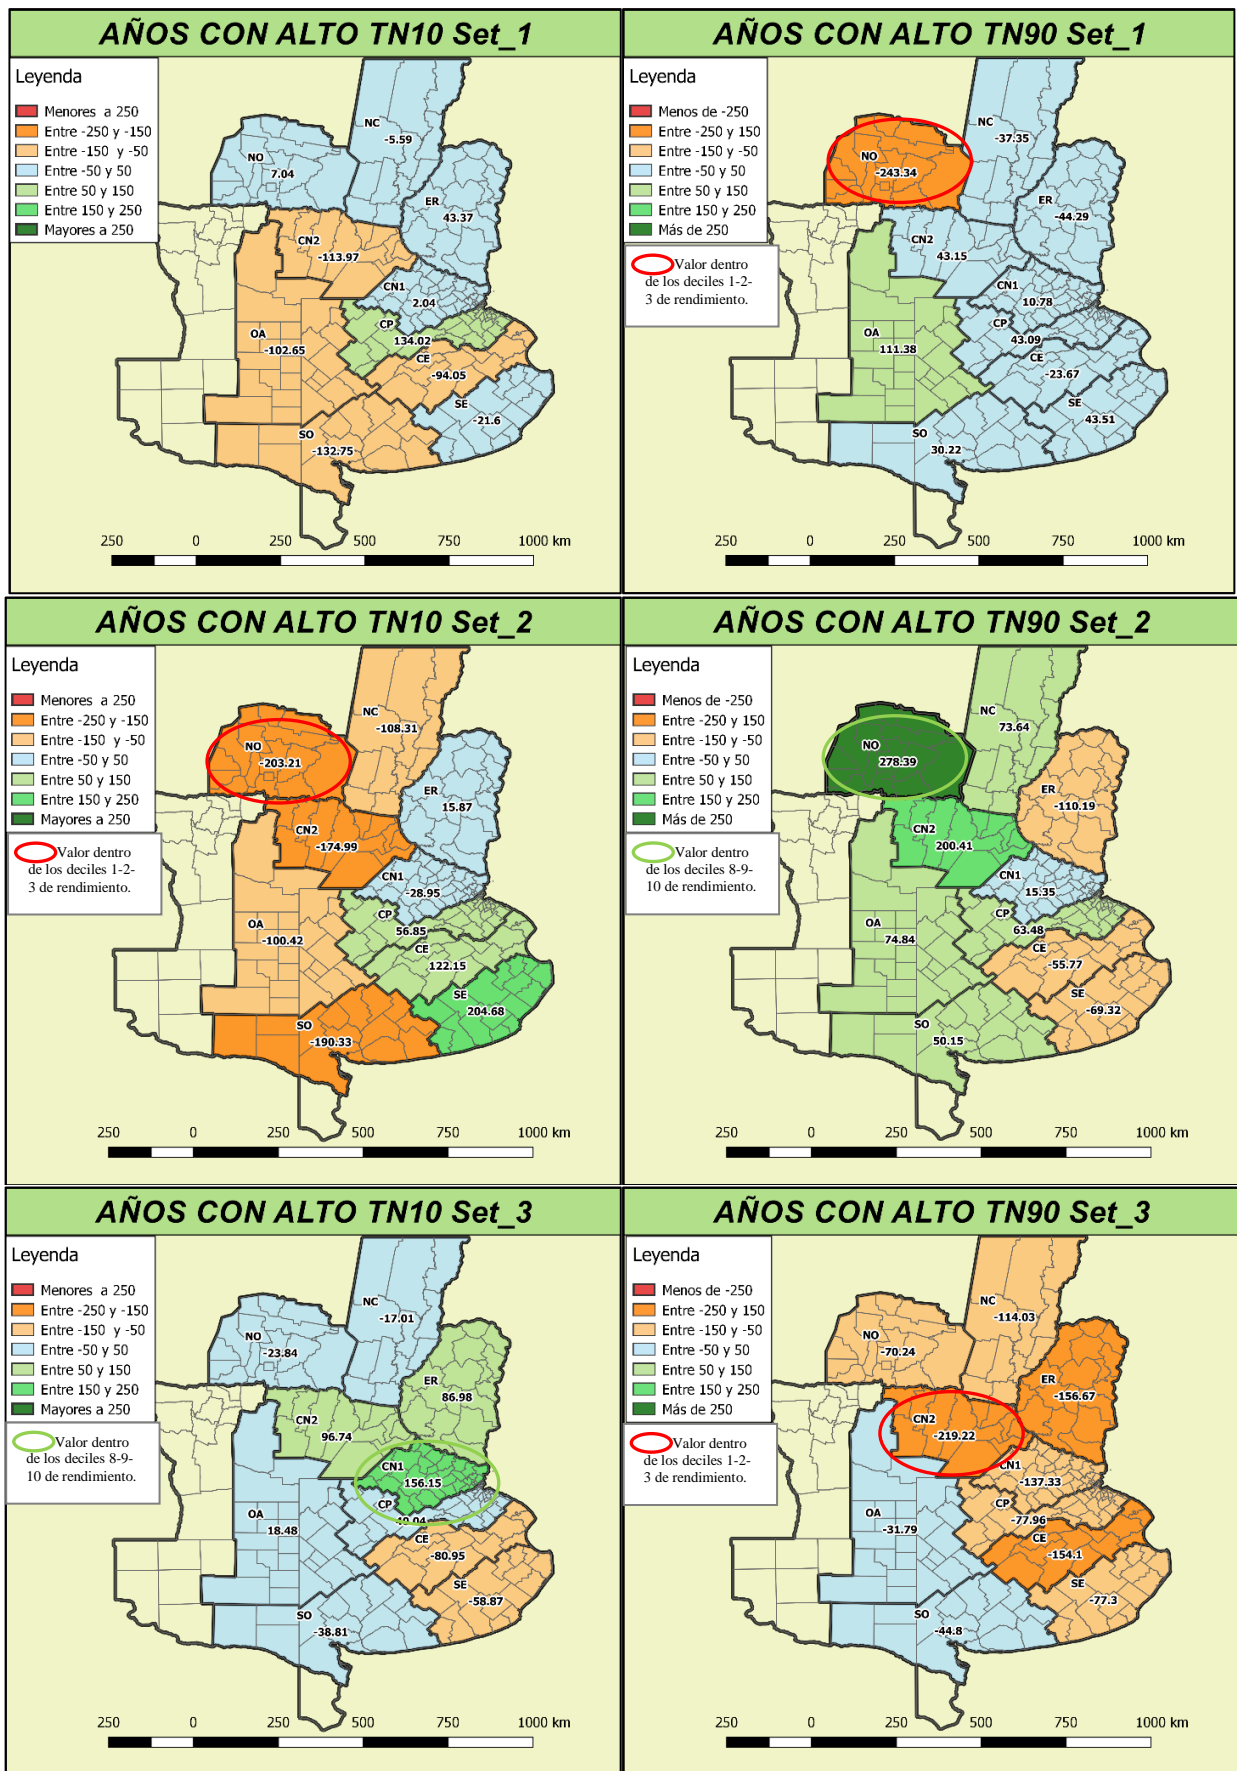 AÑOS CON ALTO TN10 Set_1
Leyenda
Menores a 250
Entre -250 y -150
Entre -150 y -50
Entre -50 y 50
Entre 50 y 150
Entre 150 y 250
Mayores a 250
NC
-5.59
NO
7.04
ER
43.37
CN2
-113.97
CN1
2.04
CP
134.02
OA
-102.65
CE
-94.05
SE
-21.6
SO
-132.75
250 0 250 500 750 1000 km
AÑOS CON ALTO TN90 Set_1
Leyenda
Menos de -250
Entre -250 y 150
Entre -150 y -50
Entre -50 y 50
Entre 50 y 150
Entre 150 y 250
Más de 250
Valor dentro
de los deciles 1-2-
3 de rendimiento.
NC
-37.35
NO
-243.34
ER
-44.29
CN2
43.15
CN1
10.78
CP
43.09
OA
111.38
CE
-23.67
SE
43.51
SO
30.22
250 0 250 500 750 1000 km
AÑOS CON ALTO TN10 Set_2
Leyenda
Menores a 250
Entre -250 y -150
Entre -150 y -50
Entre -50 y 50
Entre 50 y 150
Entre 150 y 250
Mayores a 250
Valor dentro
de los deciles 1-2-
3 de rendimiento.
NC
-108.31
NO
-203.21
ER
15.87
CN2
-174.99
CN1
-28.95
CP
56.85
OA
-100.42
CE
122.15
SE
204.68
SO
-190.33
250 0 250 500 750 1000 km
AÑOS CON ALTO TN90 Set_2
Leyenda
Menos de -250
Entre -250 y 150
Entre -150 y -50
Entre -50 y 50
Entre 50 y 150
Entre 150 y 250
Más de 250
Valor dentro
de los deciles 8-9-
10 de rendimiento.
NC
73.64
NO
278.39
ER
-110.19
CN2
200.41
CN1
15.35
CP
63.48
OA
74.84
CE
-55.77
SE
-69.32
SO
50.15
250 0 250 500 750 1000 km
AÑOS CON ALTO TN10 Set_3
Leyenda
Menores a 250
Entre -250 y -150
Entre -150 y -50
Entre -50 y 50
Entre 50 y 150
Entre 150 y 250
Mayores a 250
Valor dentro
de los deciles 8-9-
10 de rendimiento.
NC
-17.01
NO
-23.84
ER
86.98
CN2
96.74
CN1
156.15
CP
OA
18.48
CE
-80.95
SE
-58.87
SO
-38.81
250 0 250 500 750 1000 km
AÑOS CON ALTO TN90 Set_3
Leyenda
Menos de -250
Entre -250 y 150
Entre -150 y -50
Entre -50 y 50
Entre 50 y 150
Entre 150 y 250
Más de 250
Valor dentro
de los deciles 1-2-
3 de rendimiento.
NC
-114.03
NO
-70.24
ER
-156.67
CN2
-219.22
CN1
-137.33
CP
-77.96
OA
-31.79
CE
-154.1
SE
-77.3
SO
-44.8
250 0 250 500 750 1000 km